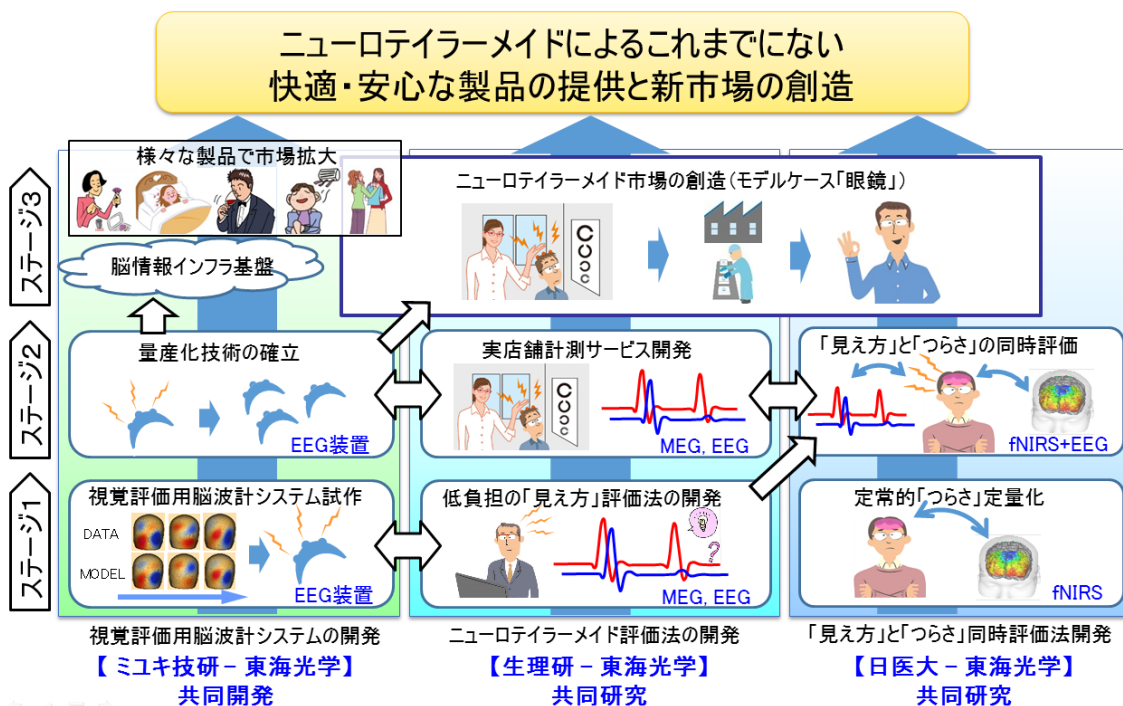 ニューロテイラーメイドによるこれまでにない
快適・安心な製品の提供と新市場の創造
ステージ3
様々な製品で市場拡大
脳情報インフラ基盤
ニューロテイラーメイド市場の創造(モデルケース「眼鏡」)
ステージ2
量産化技術の確立
EEG装置
実店舗計測サービス開発
MEG, EEG
「見え方」と「つらさ」の同時評価
fNIRS+EEG
ステージ1
視覚評価用脳波計システム試作
DATA
MODEL
EEG装置
低負担の「見え方」評価法の開発
?
MEG, EEG
定常的「つらさ」定量化
fNIRS
視覚評価用脳波計システムの開発
【 ミユキ技研 – 東海光学】
共同開発
ニューロテイラーメイド評価法の開発
【生理研 – 東海光学】
共同研究
「見え方」と「つらさ」同時評価法開発
【日医大 – 東海光学】
共同研究